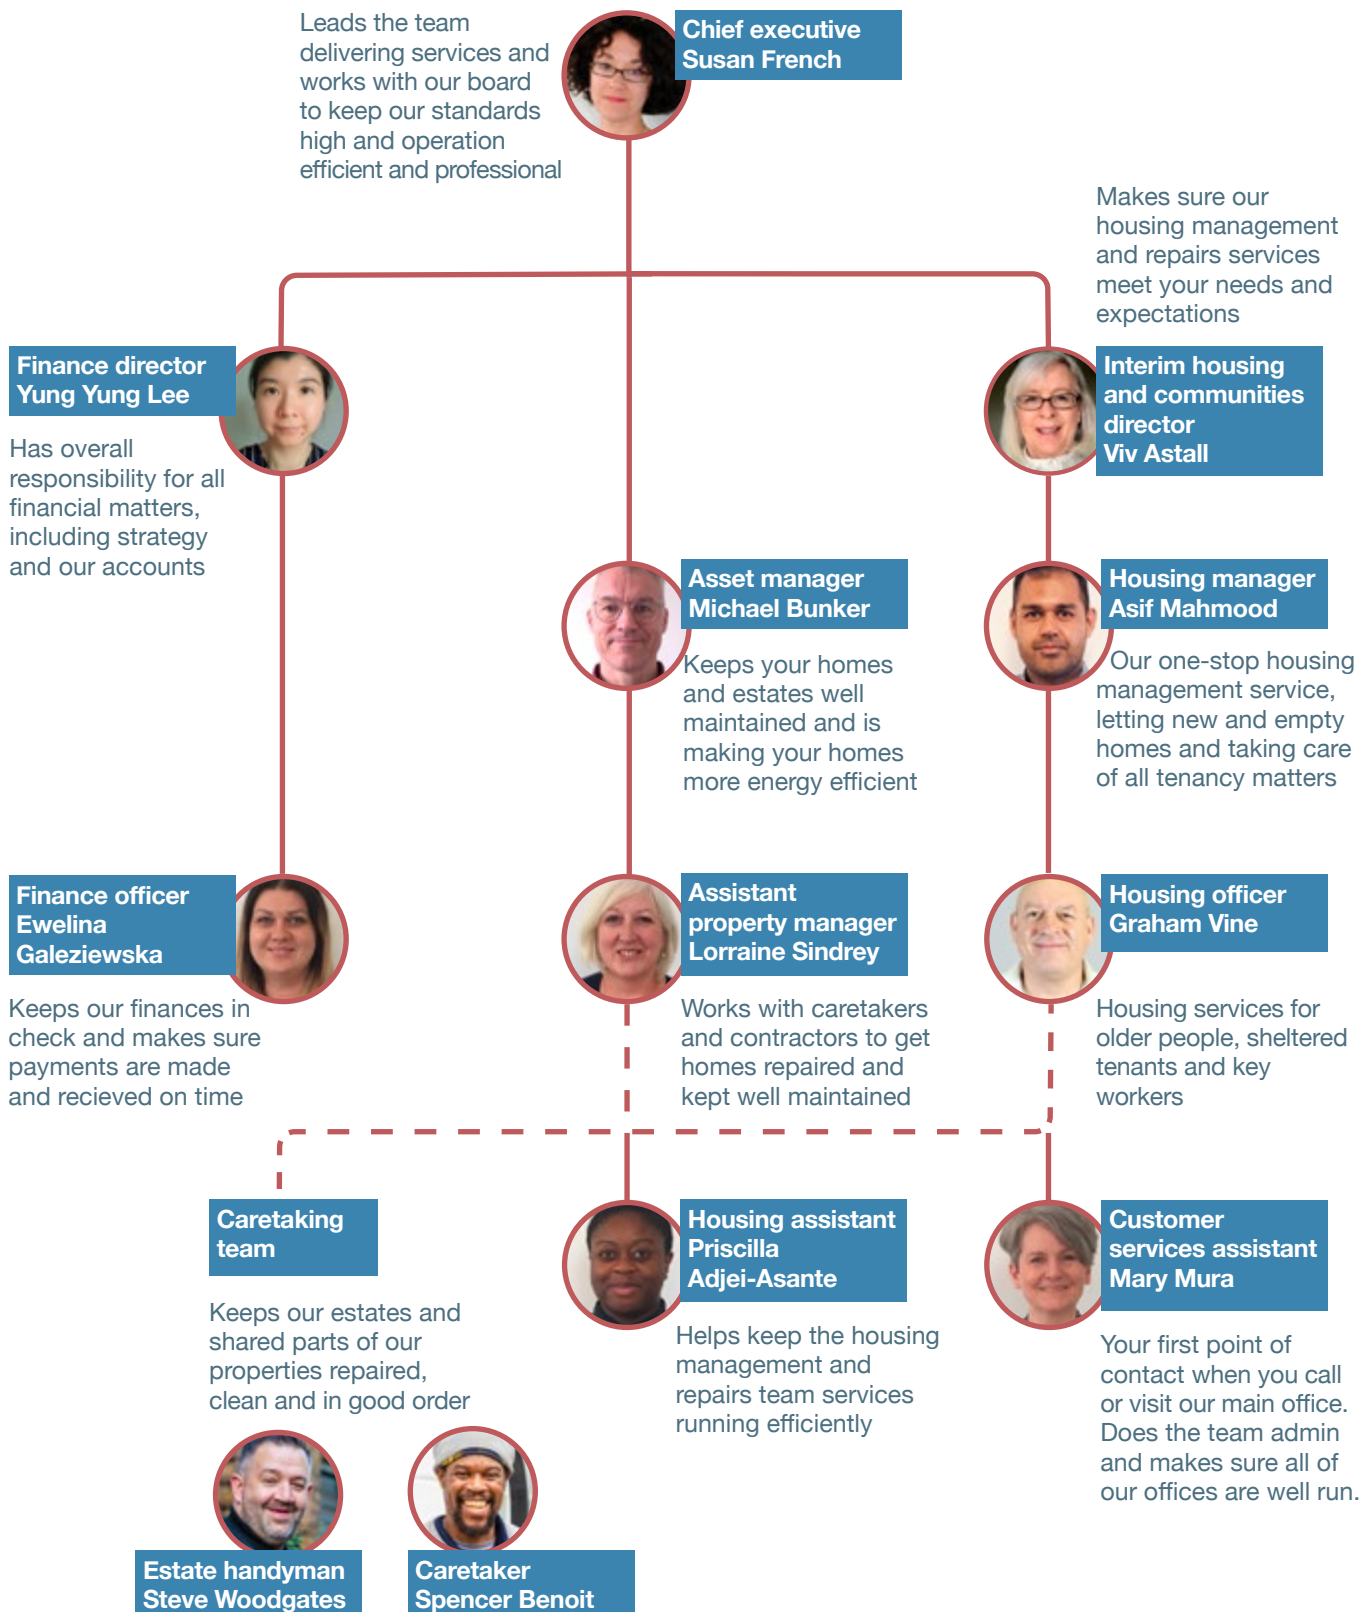 Leads the team
delivering services and
works with our board
to keep our standards
high and operation
efficient and professional
Chief executive
Susan French
Makes sure our
housing management
and repairs services
meet your needs and
expectations
Finance director
Yung Yung Lee
Has overall
responsibility for all
financial matters,
including strategy
and our accounts
Interim housing
and communities
director
Viv Astall
Asset manager
Michael Bunker
Keeps your homes
and estates well
maintained and is
making your homes
more energy efficient
Housing manager
Asif Mahmood
Our one-stop housing
management service,
letting new and empty
homes and taking care
of all tenancy matters
Finance officer
Ewelina
Galeziewska
Keeps our finances in
check and makes sure
payments are made
and recieved on time
Assistant
property manager
Lorraine Sindrey
Works with caretakers
and contractors to get
homes repaired and
kept well maintained
Housing officer
Graham Vine
Housing services for
older people, sheltered
tenants and key
workers
Caretaking
team
Keeps our estates and
shared parts of our
properties repaired,
clean and in good order
Housing assistant
Priscilla
Adjei-Asante
Helps keep the housing
management and
repairs team services
running efficiently
Customer
services assistant
Mary Mura
Your first point of
contact when you call
or visit our main office.
Does the team admin
and makes sure all of
our offices are well run.
Estate handyman
Steve Woodgates
Caretaker
Spencer Benoit